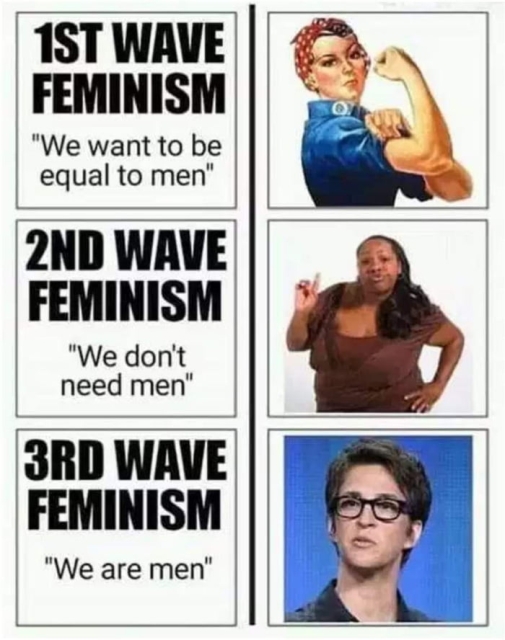 1ST WAVE
FEMINISM
"We want to be
equal to men"
2ND WAVE
FEMINISM
"We don't
need men"
3RD WAVE
FEMINISM
"We are men"